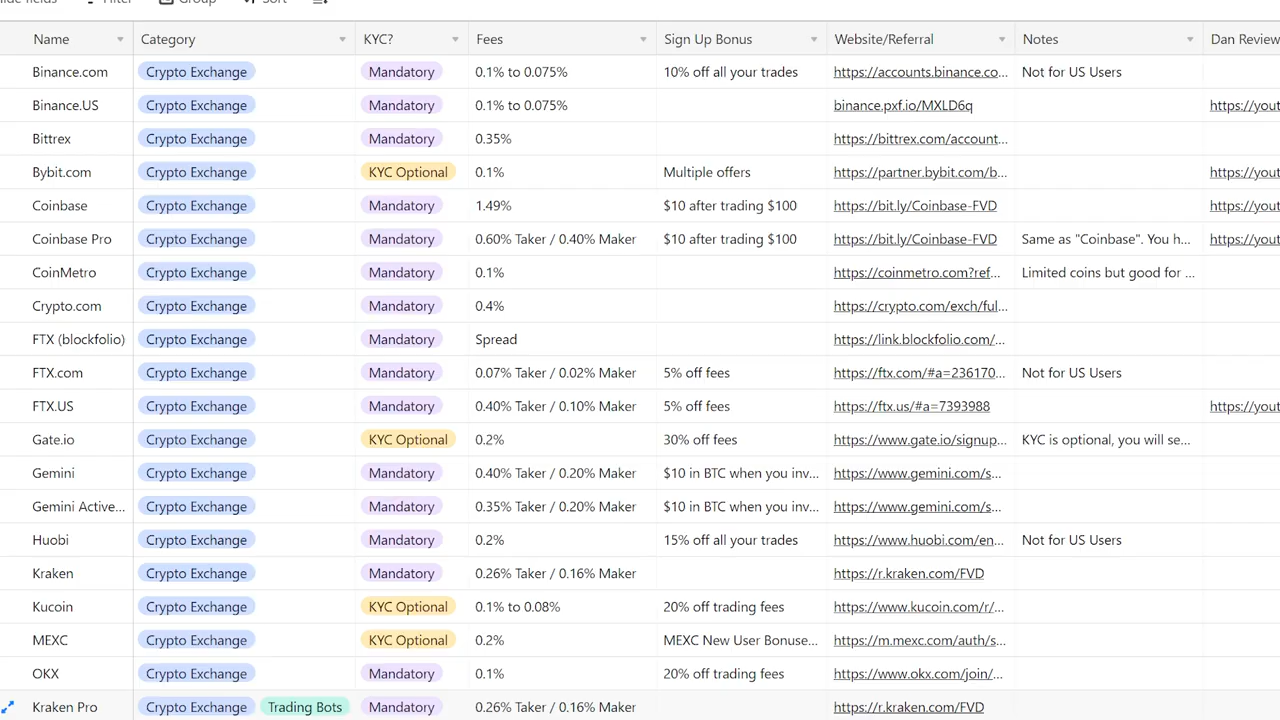 Hide fields Filter Group Sort
Name Category KYC? Fees Sign Up Bonus Website/Referral Notes Dan Review
Binance.com Crypto Exchange Mandatory 0.1% to 0.075% 10% off all your trades https://accounts.binance.co... Not for US Users
Binance.US Crypto Exchange Mandatory 0.1% to 0.075% binance.pxf.io/MXLD6q https://yout
Bittrex Crypto Exchange Mandatory 0.35% https://bittrex.com/account...
Bybit.com Crypto Exchange KYC Optional 0.1% Multiple offers https://partner.bybit.com/b... https://yout
Coinbase Crypto Exchange Mandatory 1.49% $10 after trading $100 https://bit.ly/Coinbase-FVD https://yout
Coinbase Pro Crypto Exchange Mandatory 0.60% Taker / 0.40% Maker $10 after trading $100 https://bit.ly/Coinbase-FVD Same as "Coinbase". You h... https://yout
CoinMetro Crypto Exchange Mandatory 0.1% https://coinmetro.com?ref... Limited coins but good for ...
Crypto.com Crypto Exchange Mandatory 0.4% https://crypto.com/exch/ful...
FTX (blockfolio) Crypto Exchange Mandatory Spread https://link.blockfolio.com/...
FTX.com Crypto Exchange Mandatory 0.07% Taker / 0.02% Maker 5% off fees https://ftx.com/#a=236170... Not for US Users
FTX.US Crypto Exchange Mandatory 0.40% Taker / 0.10% Maker 5% off fees https://ftx.us/#a=7393988 https://yout
Gate.io Crypto Exchange KYC Optional 0.2% 30% off fees https://www.gate.io/signup... KYC is optional, you will se...
Gemini Crypto Exchange Mandatory 0.40% Taker / 0.20% Maker $10 in BTC when you inv... https://www.gemini.com/s...
Gemini Active... Crypto Exchange Mandatory 0.35% Taker / 0.20% Maker $10 in BTC when you inv... https://www.gemini.com/s...
Huobi Crypto Exchange Mandatory 0.2% 15% off all your trades https://www.huobi.com/en... Not for US Users
Kraken Crypto Exchange Mandatory 0.26% Taker / 0.16% Maker https://r.kraken.com/FVD
Kucoin Crypto Exchange KYC Optional 0.1% to 0.08% 20% off trading fees https://www.kucoin.com/r/...
MEXC Crypto Exchange KYC Optional 0.2% MEXC New User Bonuse... https://m.mexc.com/auth/s...
OKX Crypto Exchange Mandatory 0.1% 20% off trading fees https://www.okx.com/join/...
Kraken Pro Crypto Exchange Trading Bots Mandatory 0.26% Taker / 0.16% Maker https://r.kraken.com/FVD